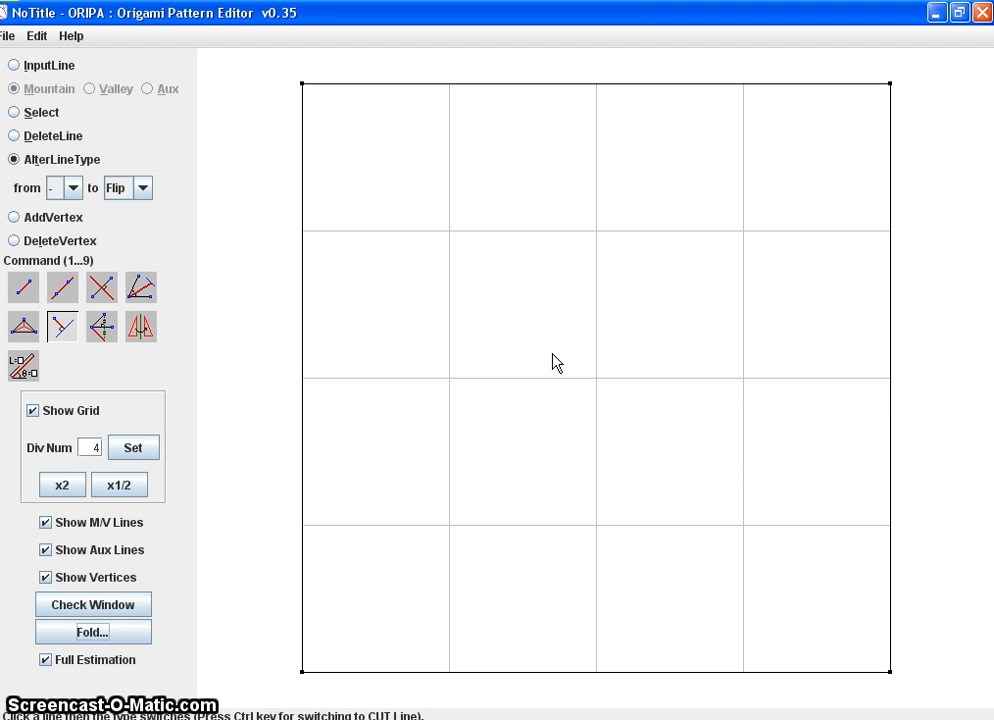 NoTitle - ORIPA : Origami Pattern Editor v0.35
File Edit Help
InputLine
Mountain Valley Aux
Select
DeleteLine
AlterLineType
from - to Flip
AddVertex
DeleteVertex
Command (1...9)
L=
θ=
Show Grid
Div Num 4 Set
x2 x1/2
Show M/V Lines
Show Aux Lines
Show Vertices
Check Window
Fold...
Full Estimation
Screencast-O-Matic.com
Click a line then the type switches (Press Ctrl key for switching to CUT Line).